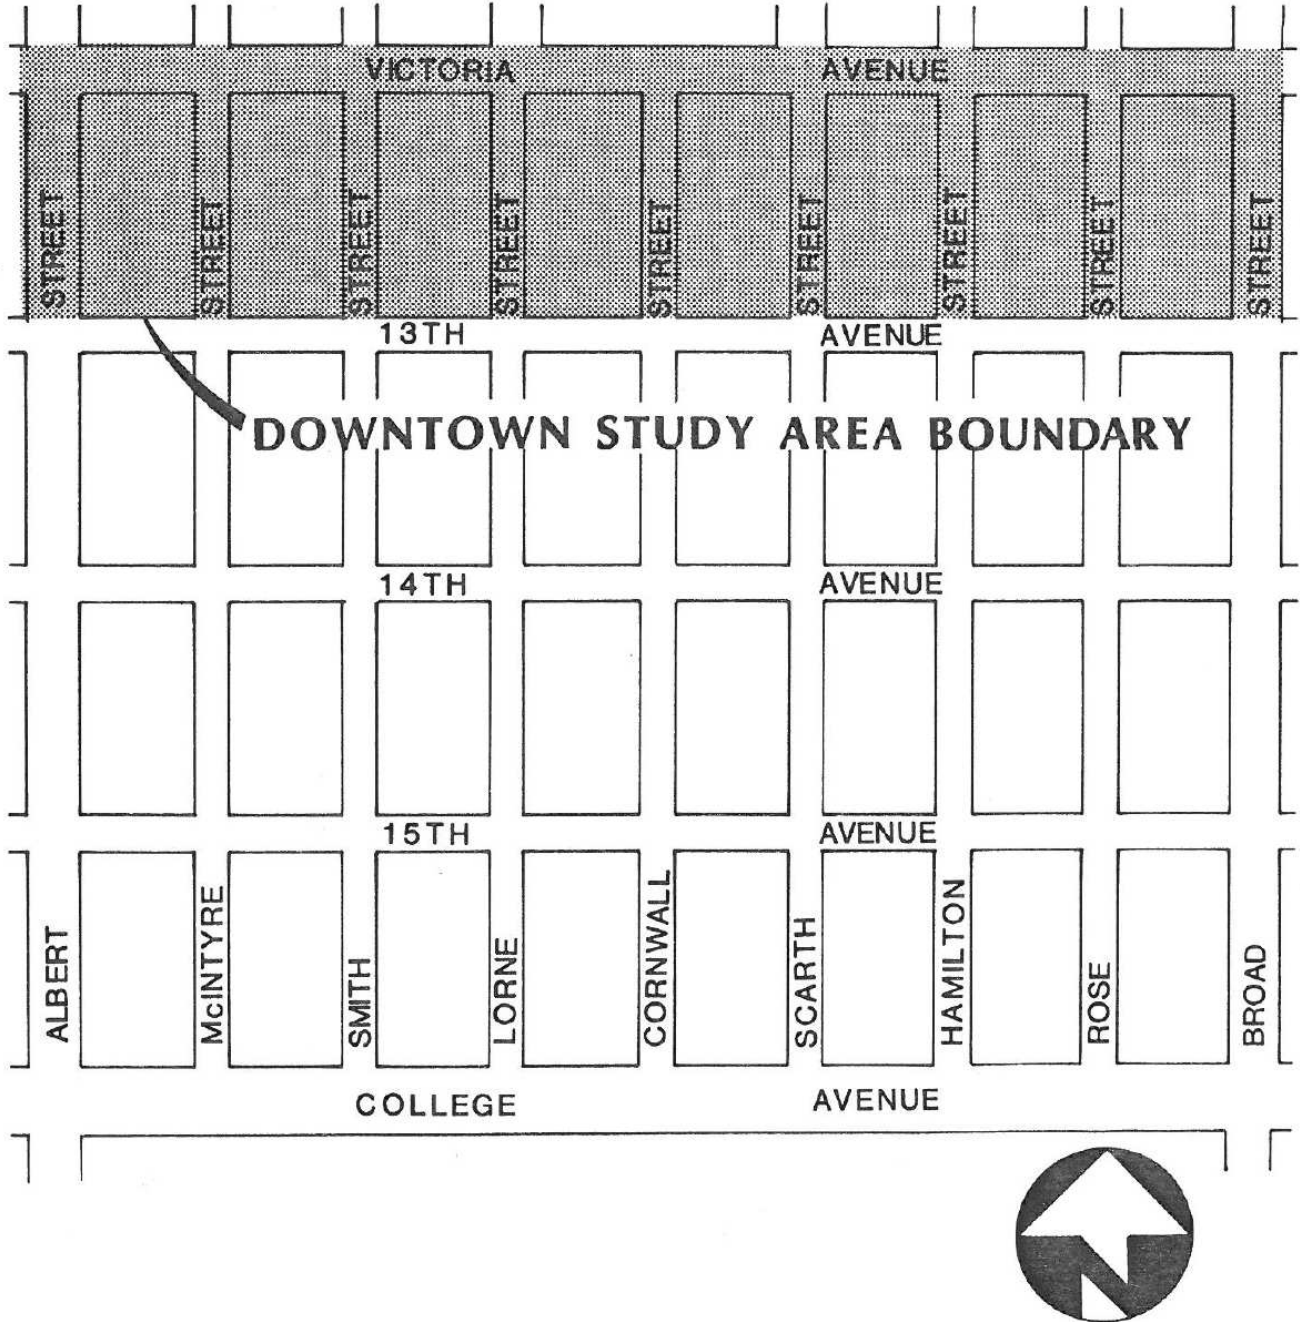 VICTORIA AVENUE
STREET STREET STREET STREET STREET STREET STREET STREET STREET
13TH AVENUE
DOWNTOWN STUDY AREA BOUNDARY
14TH AVENUE
15TH AVENUE
ALBERT McINTYRE SMITH LORNE CORNWALL SCARTH HAMILTON ROSE BROAD
COLLEGE AVENUE
N